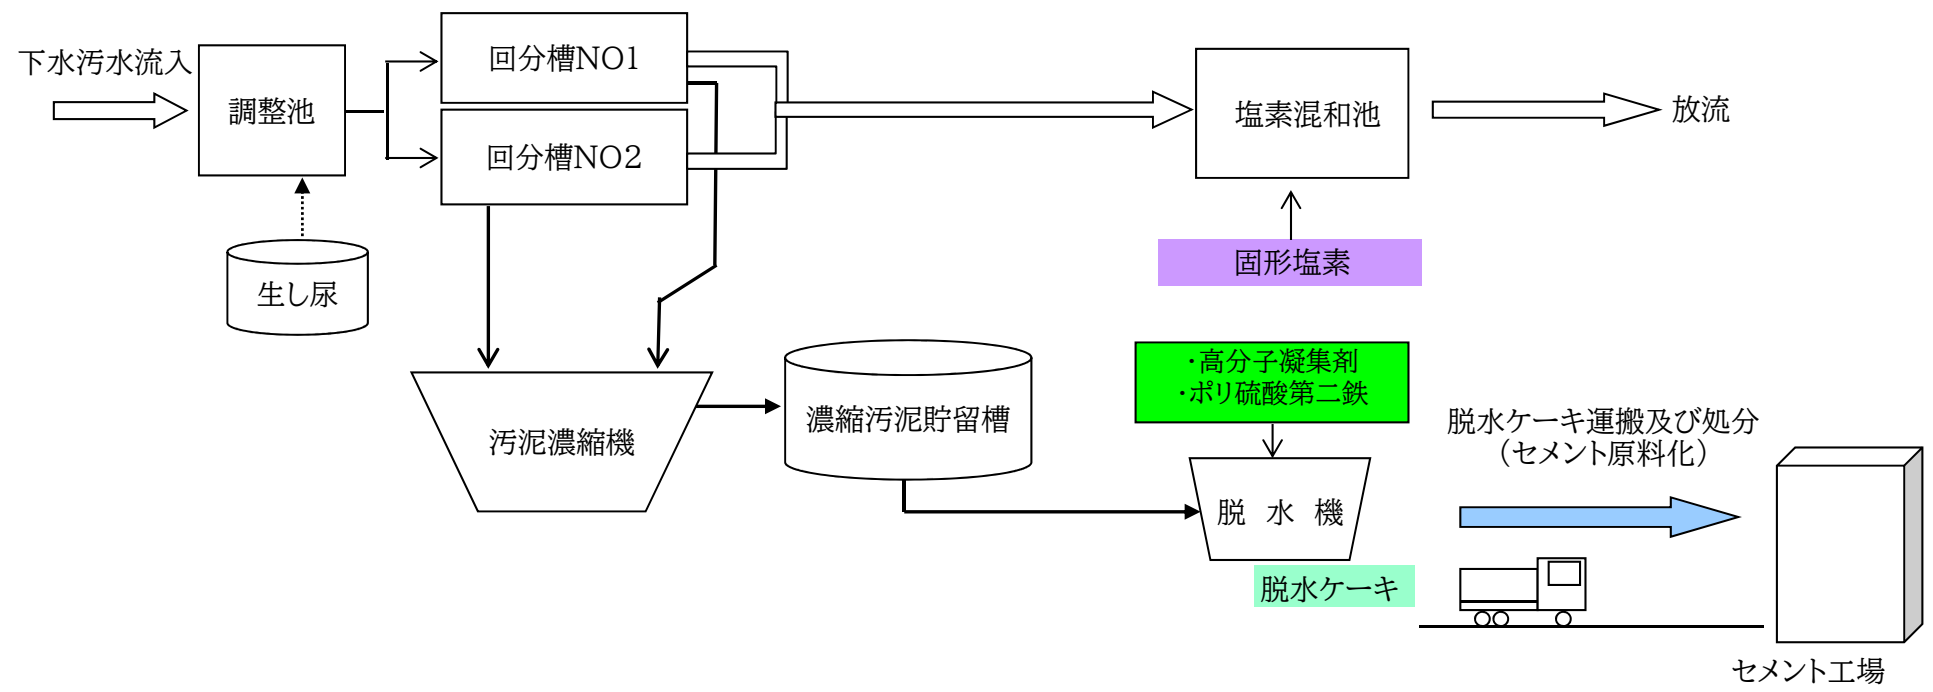 下水汚水流入
調整池
回分槽NO1
回分槽NO2
塩素混和池
放流
生し尿
固形塩素
汚泥濃縮機
濃縮汚泥貯留槽
・高分子凝集剤
・ポリ硫酸第二鉄
脱 水 機
脱水ケーキ
脱水ケーキ運搬及び処分
（セメント原料化）
セメント工場